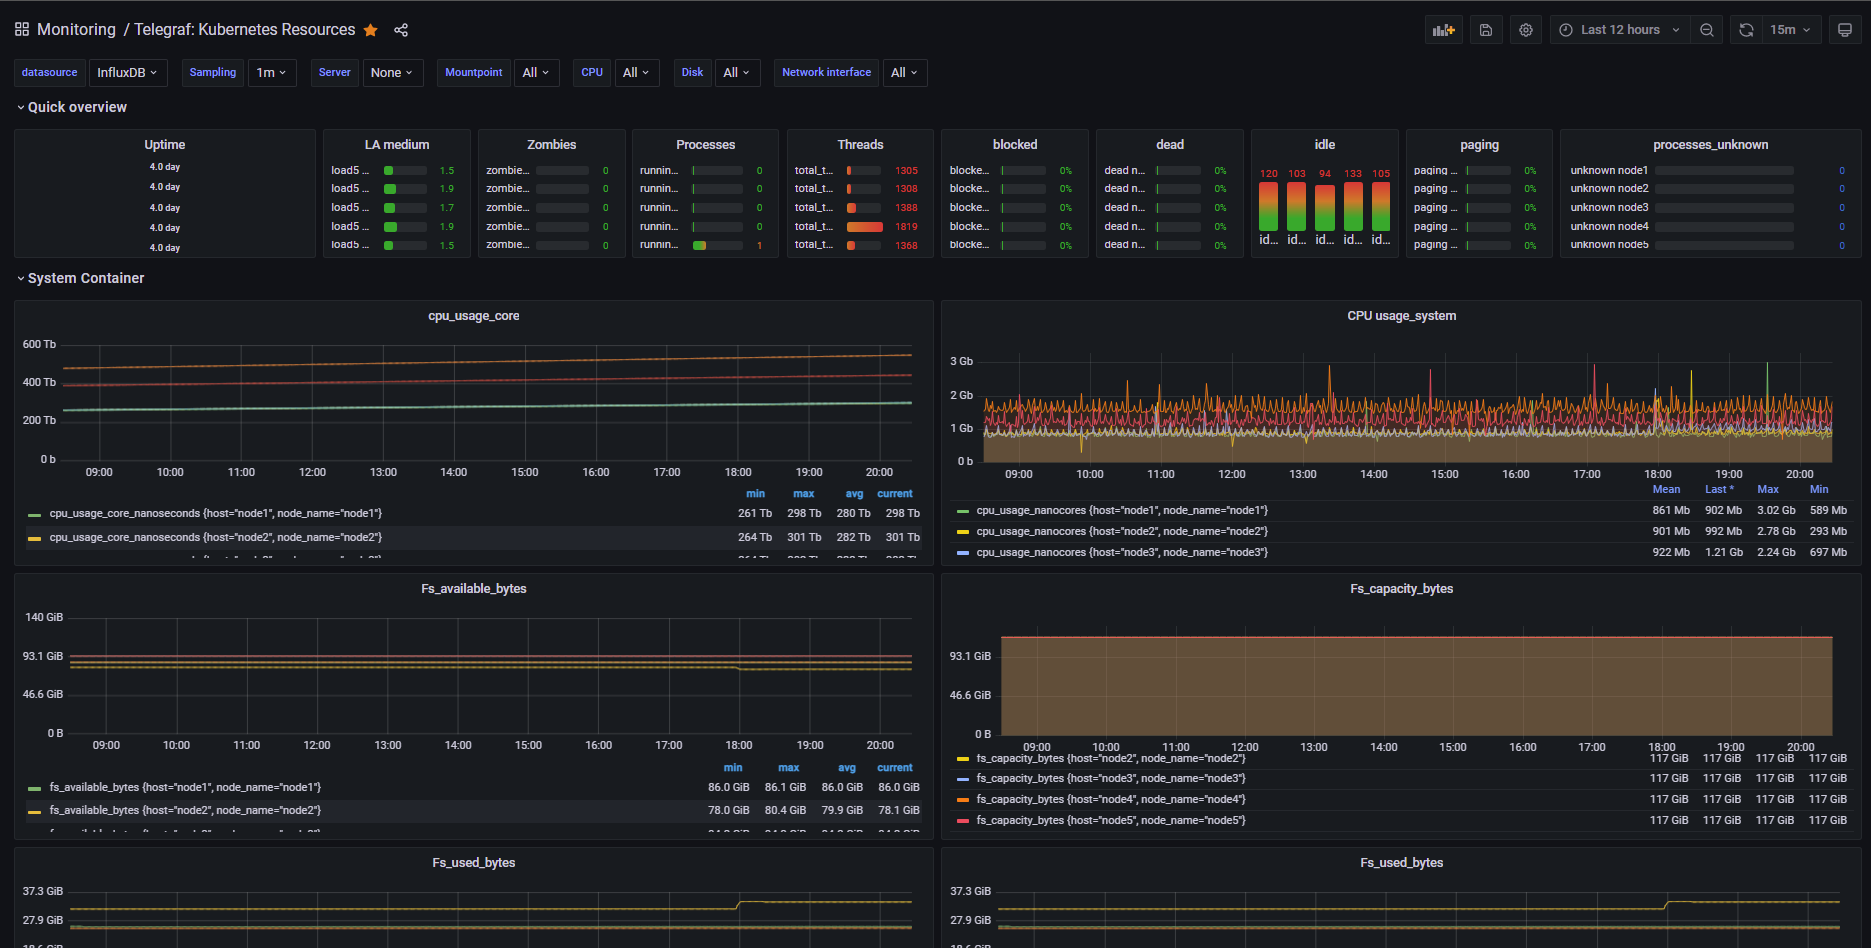 Monitoring / Telegraf: Kubernetes Resources
Last 12 hours
15m
datasource InfluxDB Sampling 1m Server None Mountpoint All CPU All Disk All Network interface All
Quick overview
Uptime
4.0 day
4.0 day
4.0 day
4.0 day
4.0 day
LA medium
load5 ... 1.5
load5 ... 1.9
load5 ... 1.7
load5 ... 1.9
load5 ... 1.5
Zombies
zombie... 0
zombie... 0
zombie... 0
zombie... 0
zombie... 0
Processes
runnin... 0
runnin... 0
runnin... 0
runnin... 0
runnin... 1
Threads
total_t... 1305
total_t... 1308
total_t... 1388
total_t... 1819
total_t... 1368
blocked
blocke... 0%
blocke... 0%
blocke... 0%
blocke... 0%
blocke... 0%
dead
dead n... 0%
dead n... 0%
dead n... 0%
dead n... 0%
dead n... 0%
idle
120 103 94 133 105
id... id... id... id... id...
paging
paging ... 0%
paging ... 0%
paging ... 0%
paging ... 0%
paging ... 0%
processes_unknown
unknown node1 0
unknown node2 0
unknown node3 0
unknown node4 0
unknown node5 0
System Container
cpu_usage_core
600 Tb
400 Tb
200 Tb
0 b
09:00 10:00 11:00 12:00 13:00 14:00 15:00 16:00 17:00 18:00 19:00 20:00
min max avg current
cpu_usage_core_nanoseconds {host="node1", node_name="node1"} 261 Tb 298 Tb 280 Tb 298 Tb
cpu_usage_core_nanoseconds {host="node2", node_name="node2"} 264 Tb 301 Tb 282 Tb 301 Tb
CPU usage_system
3 Gb
2 Gb
1 Gb
0 b
09:00 10:00 11:00 12:00 13:00 14:00 15:00 16:00 17:00 18:00 19:00 20:00
Mean Last * Max Min
cpu_usage_nanocores {host="node1", node_name="node1"} 861 Mb 902 Mb 3.02 Gb 589 Mb
cpu_usage_nanocores {host="node2", node_name="node2"} 901 Mb 992 Mb 2.78 Gb 293 Mb
cpu_usage_nanocores {host="node3", node_name="node3"} 922 Mb 1.21 Gb 2.24 Gb 697 Mb
Fs_available_bytes
140 GiB
93.1 GiB
46.6 GiB
0 B
09:00 10:00 11:00 12:00 13:00 14:00 15:00 16:00 17:00 18:00 19:00 20:00
min max avg current
fs_available_bytes {host="node1", node_name="node1"} 86.0 GiB 86.1 GiB 86.0 GiB 86.0 GiB
fs_available_bytes {host="node2", node_name="node2"} 78.0 GiB 80.4 GiB 79.9 GiB 78.1 GiB
Fs_capacity_bytes
93.1 GiB
46.6 GiB
0 B
09:00 10:00 11:00 12:00 13:00 14:00 15:00 16:00 17:00 18:00 19:00 20:00
fs_capacity_bytes {host="node2", node_name="node2"} 117 GiB 117 GiB 117 GiB 117 GiB
fs_capacity_bytes {host="node3", node_name="node3"} 117 GiB 117 GiB 117 GiB 117 GiB
fs_capacity_bytes {host="node4", node_name="node4"} 117 GiB 117 GiB 117 GiB 117 GiB
fs_capacity_bytes {host="node5", node_name="node5"} 117 GiB 117 GiB 117 GiB 117 GiB
Fs_used_bytes
37.3 GiB
27.9 GiB
Fs_used_bytes
37.3 GiB
27.9 GiB